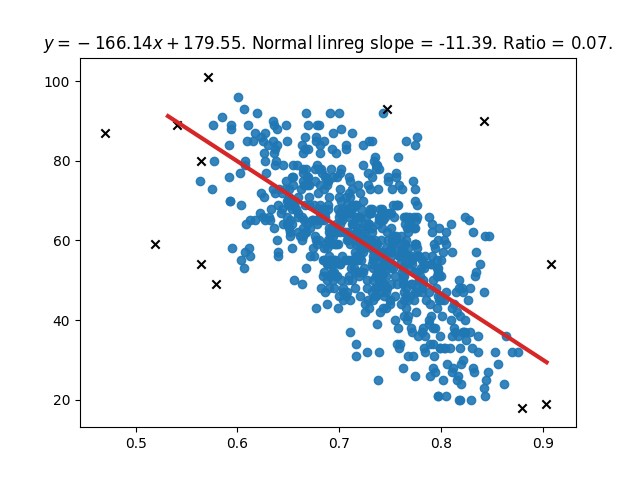 y = − 166.14x + 179.55. Normal linreg slope = -11.39. Ratio = 0.07.
100
80
60
40
20
0.5 0.6 0.7 0.8 0.9